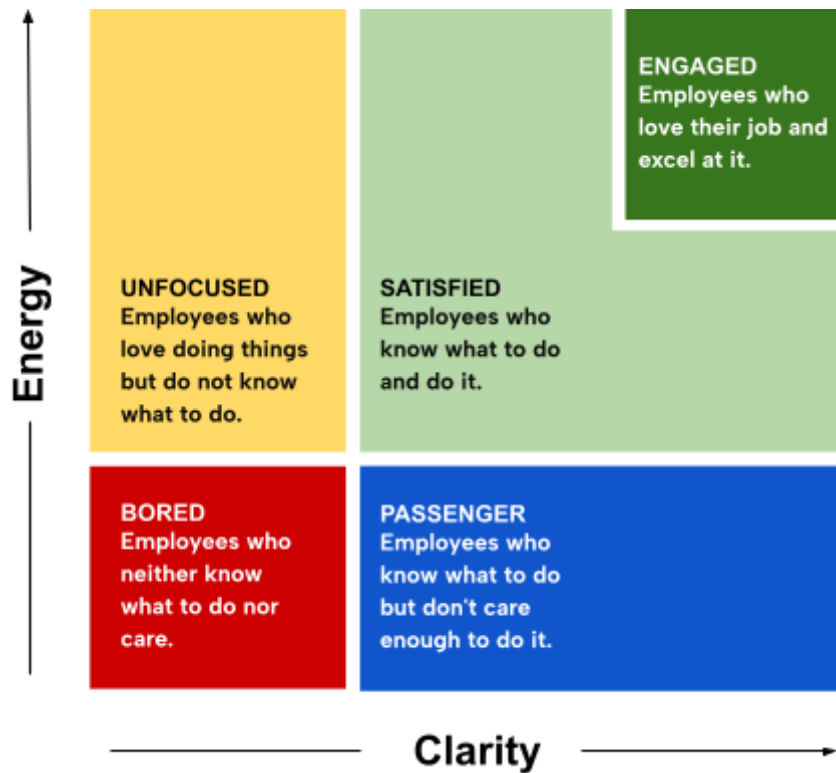 ENGAGED
Employees who
love their job and
excel at it.
Energy
UNFOCUSED
Employees who
love doing things
but do not know
what to do.
SATISFIED
Employees who
know what to do
and do it.
BORED
Employees who
neither know
what to do nor
care.
PASSENGER
Employees who
know what to do
but don't care
enough to do it.
Clarity